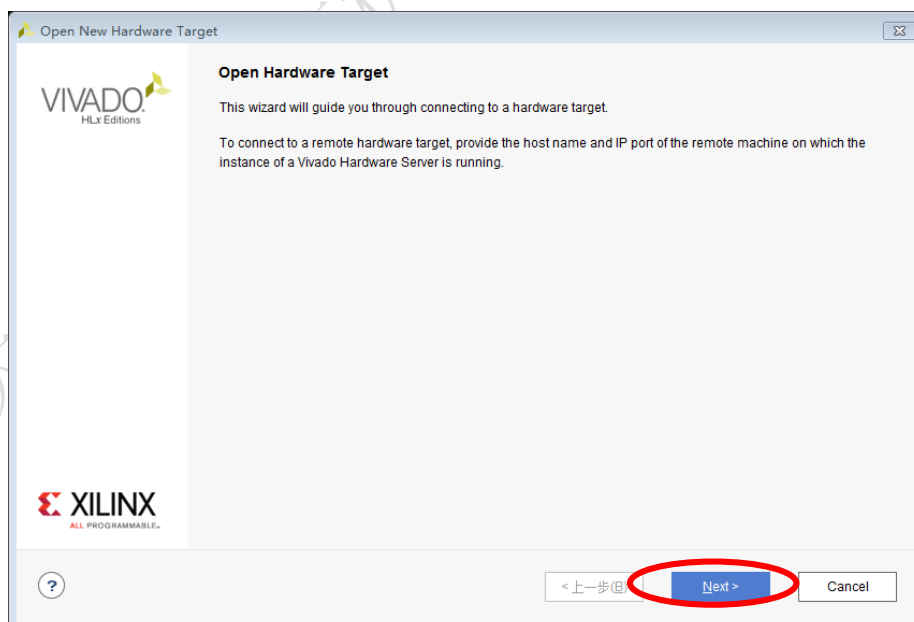 Open New Hardware Target
VIVADO.
HLx Editions
Open Hardware Target
This wizard will guide you through connecting to a hardware target.
To connect to a remote hardware target, provide the host name and IP port of the remote machine on which the
instance of a Vivado Hardware Server is running.
XILINX
ALL PROGRAMMABLE.
?
<上一步(B)
Next >
Cancel